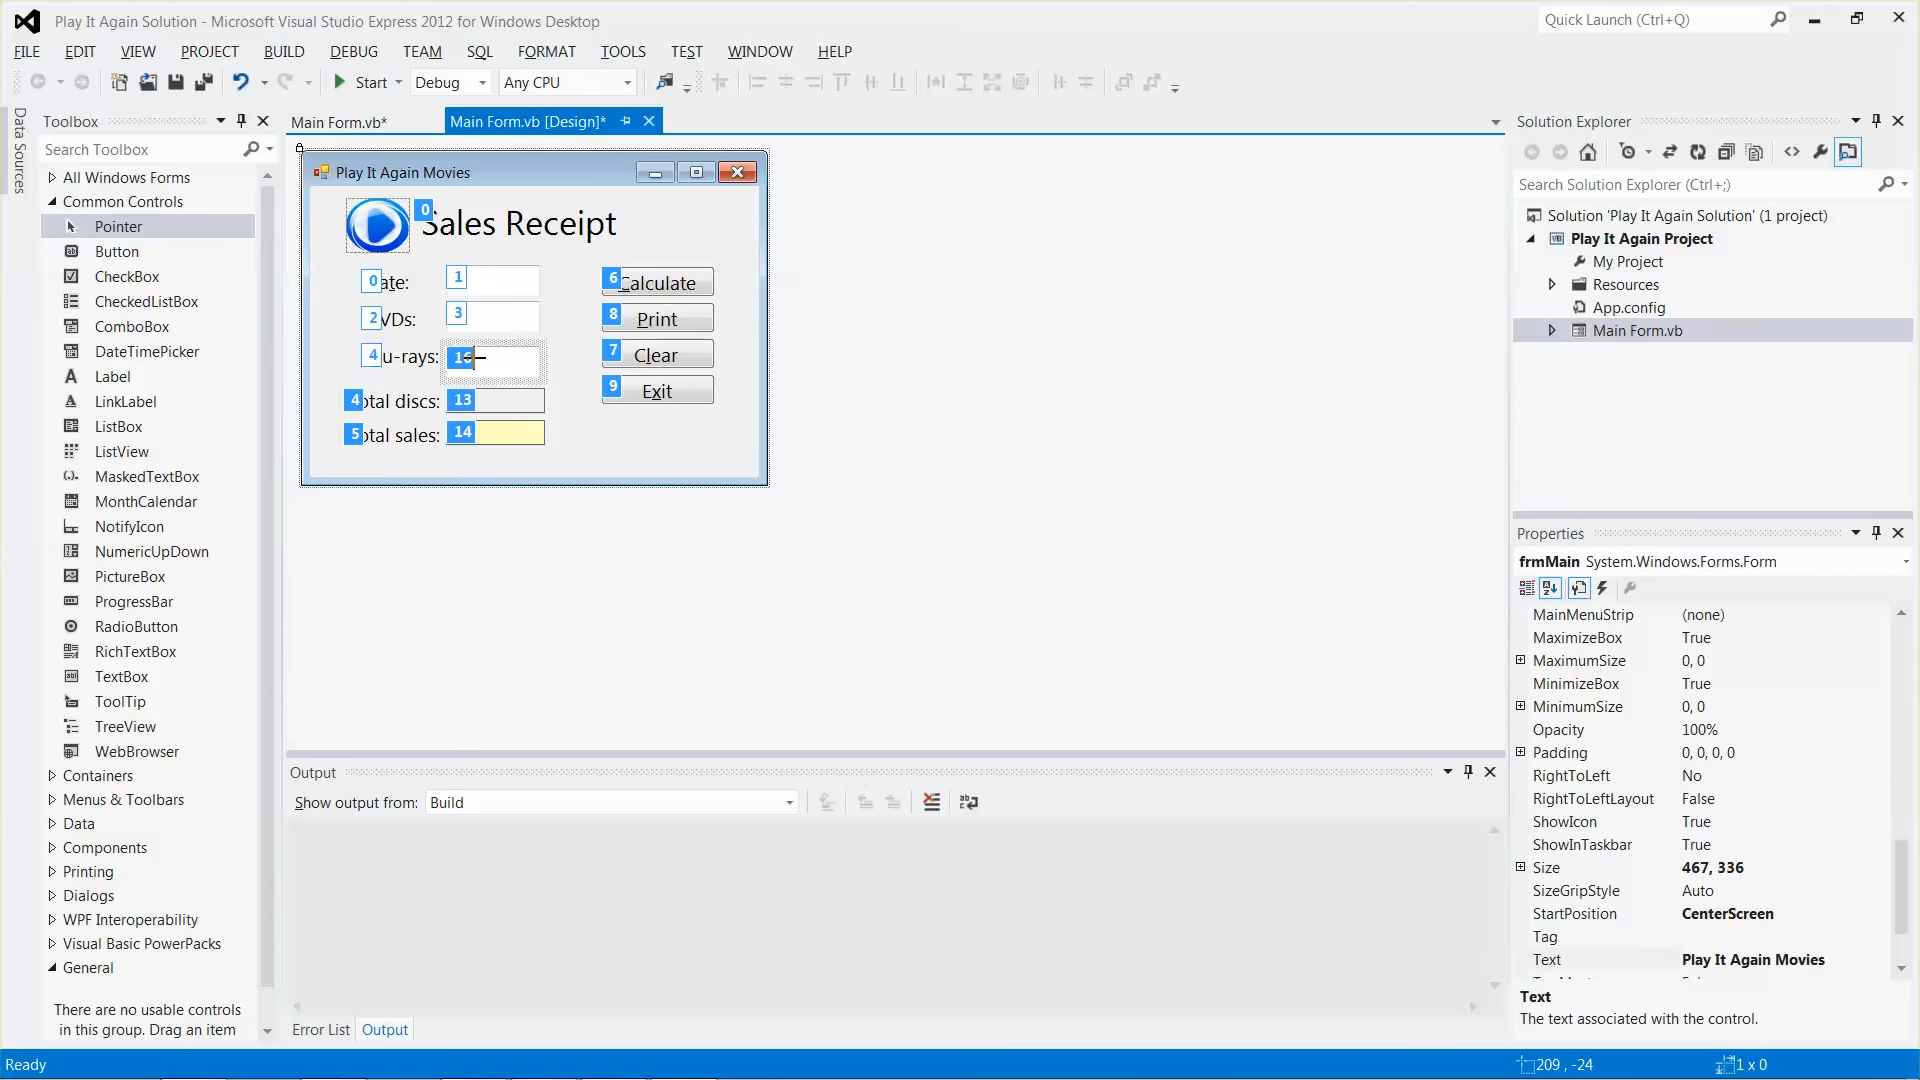 Play It Again Solution - Microsoft Visual Studio Express 2012 for Windows Desktop
Quick Launch (Ctrl+Q)
FILE EDIT VIEW PROJECT BUILD DEBUG TEAM SQL FORMAT TOOLS TEST WINDOW HELP
Start Debug Any CPU
Data Sources
Toolbox
Search Toolbox
All Windows Forms
Common Controls
Pointer
Button
CheckBox
CheckedListBox
ComboBox
DateTimePicker
Label
LinkLabel
ListBox
ListView
MaskedTextBox
MonthCalendar
NotifyIcon
NumericUpDown
PictureBox
ProgressBar
RadioButton
RichTextBox
TextBox
ToolTip
TreeView
WebBrowser
Containers
Menus & Toolbars
Data
Components
Printing
Dialogs
WPF Interoperability
Visual Basic PowerPacks
General
There are no usable controls
in this group. Drag an item
Main Form.vb*
Main Form.vb [Design]*
Play It Again Movies
0 Sales Receipt
0 ate: 1
2 VDs: 3
4 u-rays:
4 otal discs: 13
5 otal sales: 14
6 Calculate
8 Print
7 Clear
9 Exit
Output
Show output from: Build
Error List Output
Solution Explorer
Search Solution Explorer (Ctrl+;)
Solution 'Play It Again Solution' (1 project)
Play It Again Project
My Project
Resources
App.config
Main Form.vb
Properties
frmMain System.Windows.Forms.Form
MainMenuStrip (none)
MaximizeBox True
MaximumSize 0, 0
MinimizeBox True
MinimumSize 0, 0
Opacity 100%
Padding 0, 0, 0, 0
RightToLeft No
RightToLeftLayout False
ShowIcon True
ShowInTaskbar True
Size 467, 336
SizeGripStyle Auto
StartPosition CenterScreen
Tag
Text Play It Again Movies
Text
The text associated with the control.
Ready
209 , -24
1 x 0